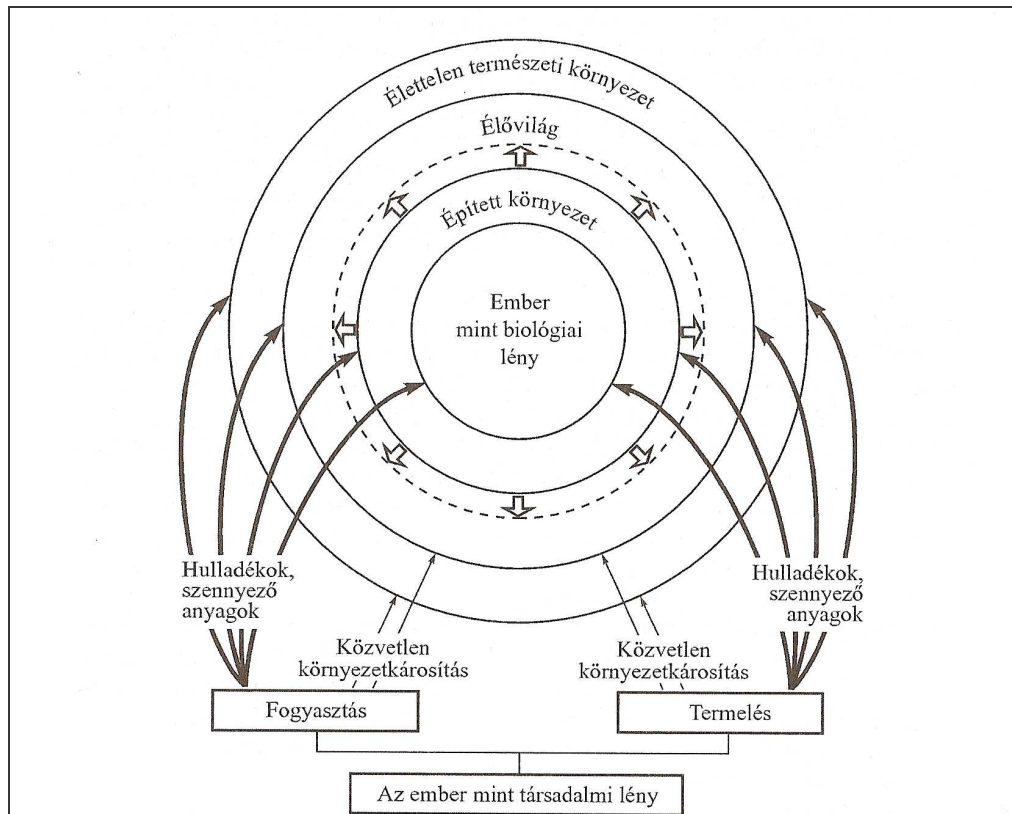 Élettelen természeti környezet
Élővilág
Épített környezet
Ember
mint biológiai
lény
Hulladékok,
szennyező
anyagok
Hulladékok,
szennyező
anyagok
Közvetlen
környezetkárosítás
Közvetlen
környezetkárosítás
Fogyasztás
Termelés
Az ember mint társadalmi lény